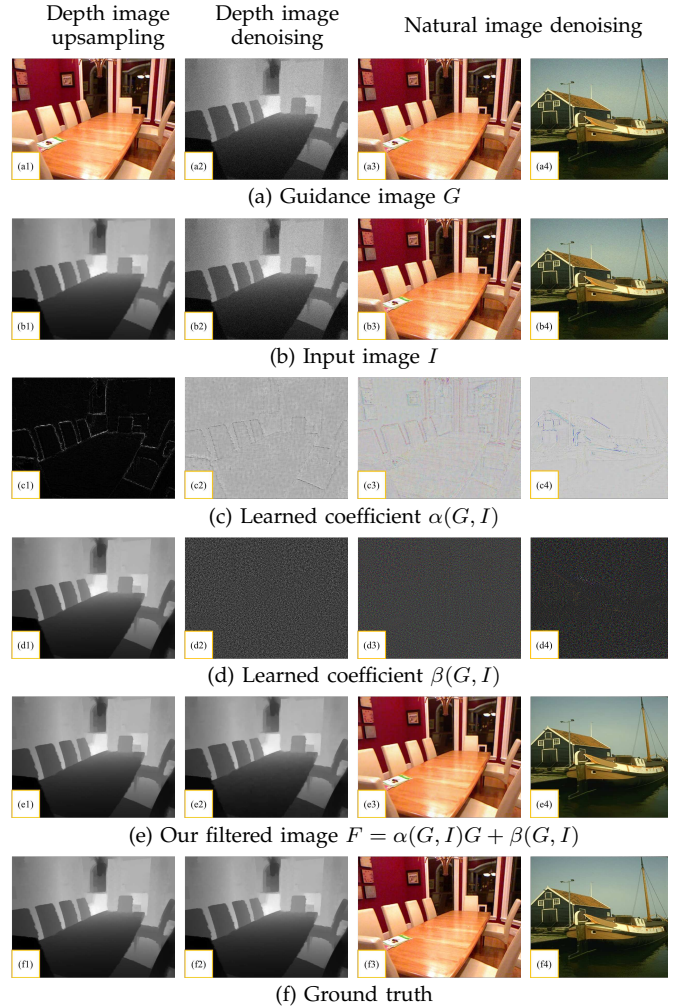 Depth image
upsampling
Depth image
denoising
Natural image denoising
(a1) (a2) (a3) (a4)
(a) Guidance image G
(b1) (b2) (b3) (b4)
(b) Input image I
(c1) (c2) (c3) (c4)
(c) Learned coefficient α(G, I)
(d1) (d2) (d3) (d4)
(d) Learned coefficient β(G, I)
(e1) (e2) (e3) (e4)
(e) Our filtered image F = α(G, I)G + β(G, I)
(f1) (f2) (f3) (f4)
(f) Ground truth